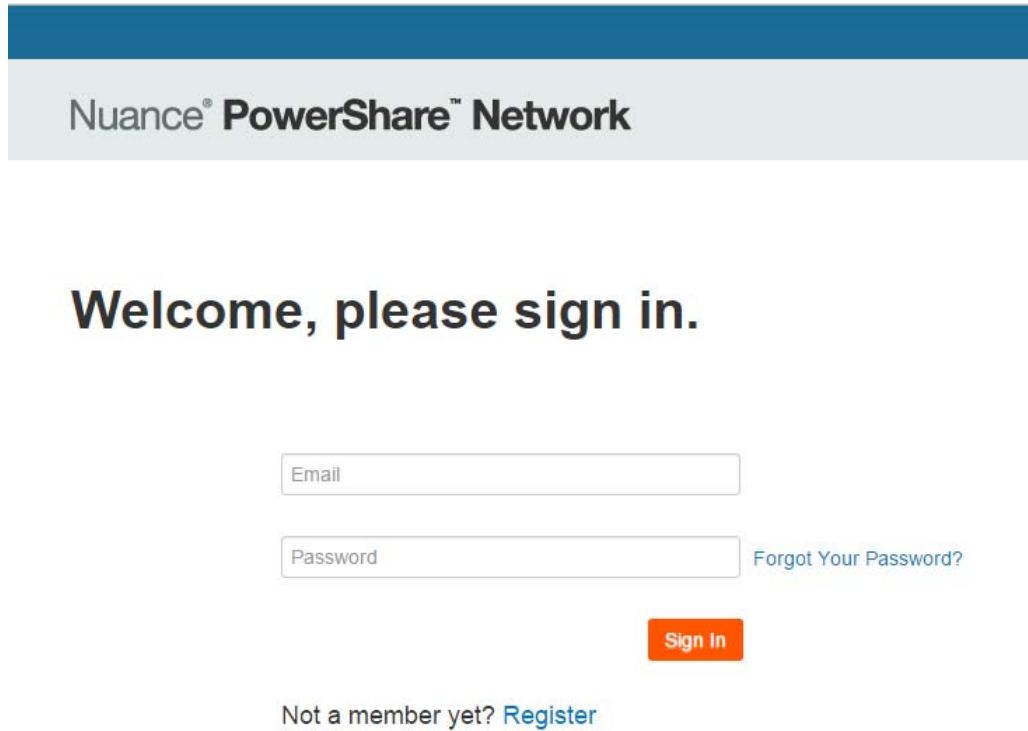 Nuance® PowerShare™ Network
Welcome, please sign in.
Email
Password Forgot Your Password?
Sign In
Not a member yet? Register